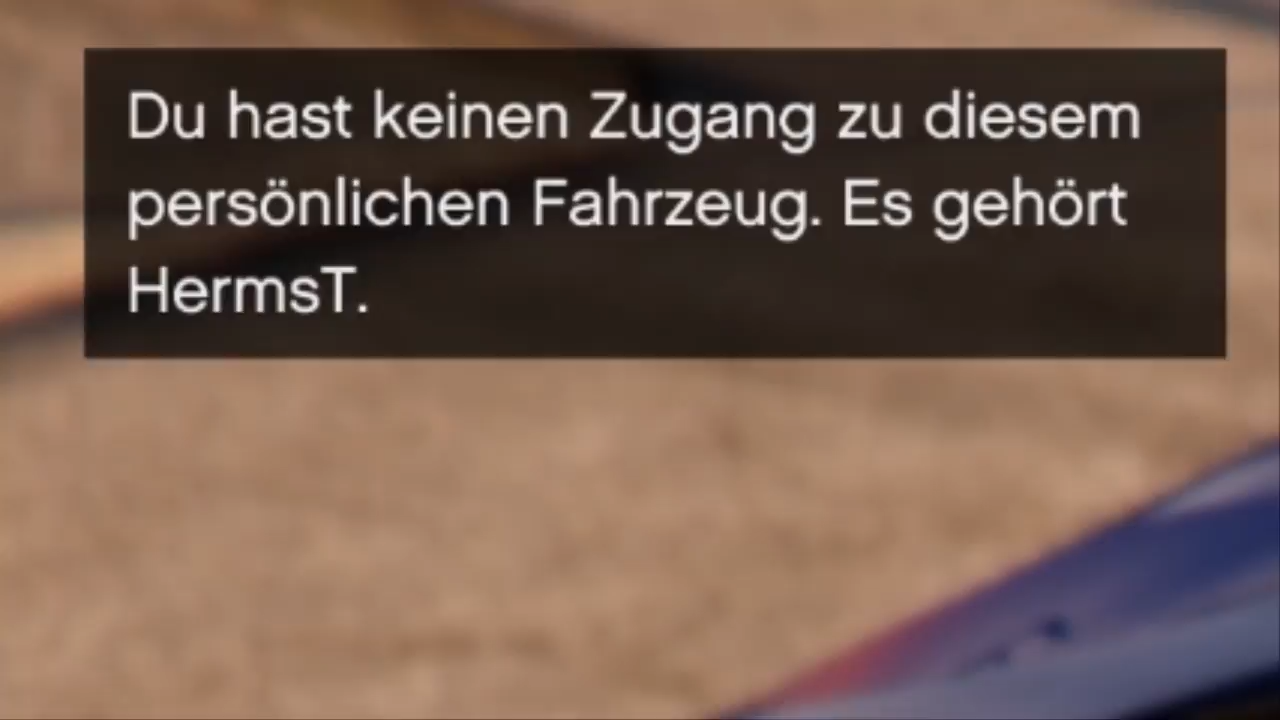 Du hast keinen Zugang zu diesem
persönlichen Fahrzeug. Es gehört
HermsT.